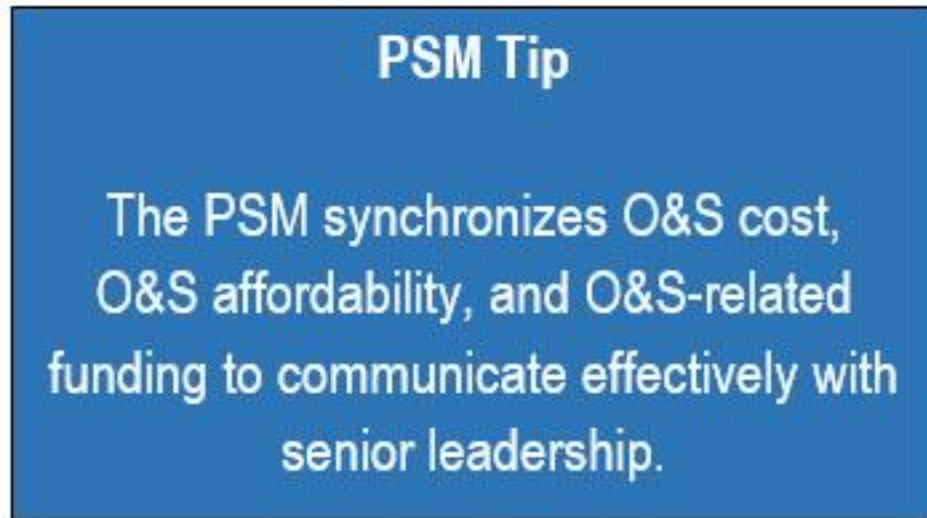 PSM Tip
The PSM synchronizes O&S cost,
O&S affordability, and O&S-related
funding to communicate effectively with
senior leadership.